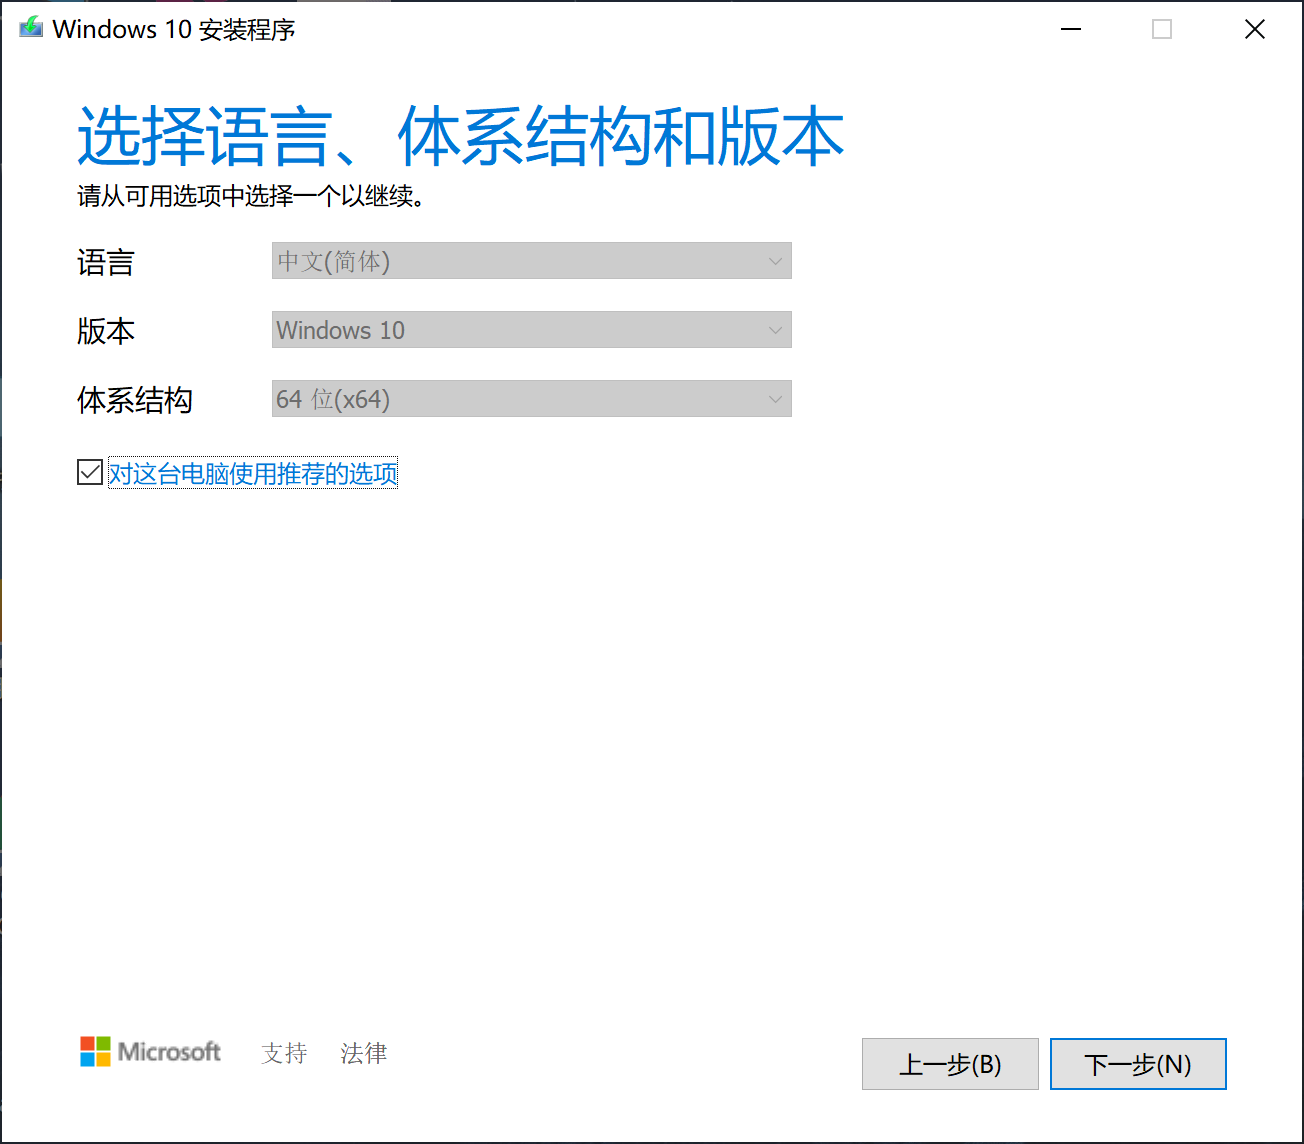 Windows 10 安装程序
选择语言、体系结构和版本
请从可用选项中选择一个以继续。
语言 中文(简体)
版本 Windows 10
体系结构 64 位(x64)
对这台电脑使用推荐的选项
Microsoft 支持 法律 上一步(B) 下一步(N)